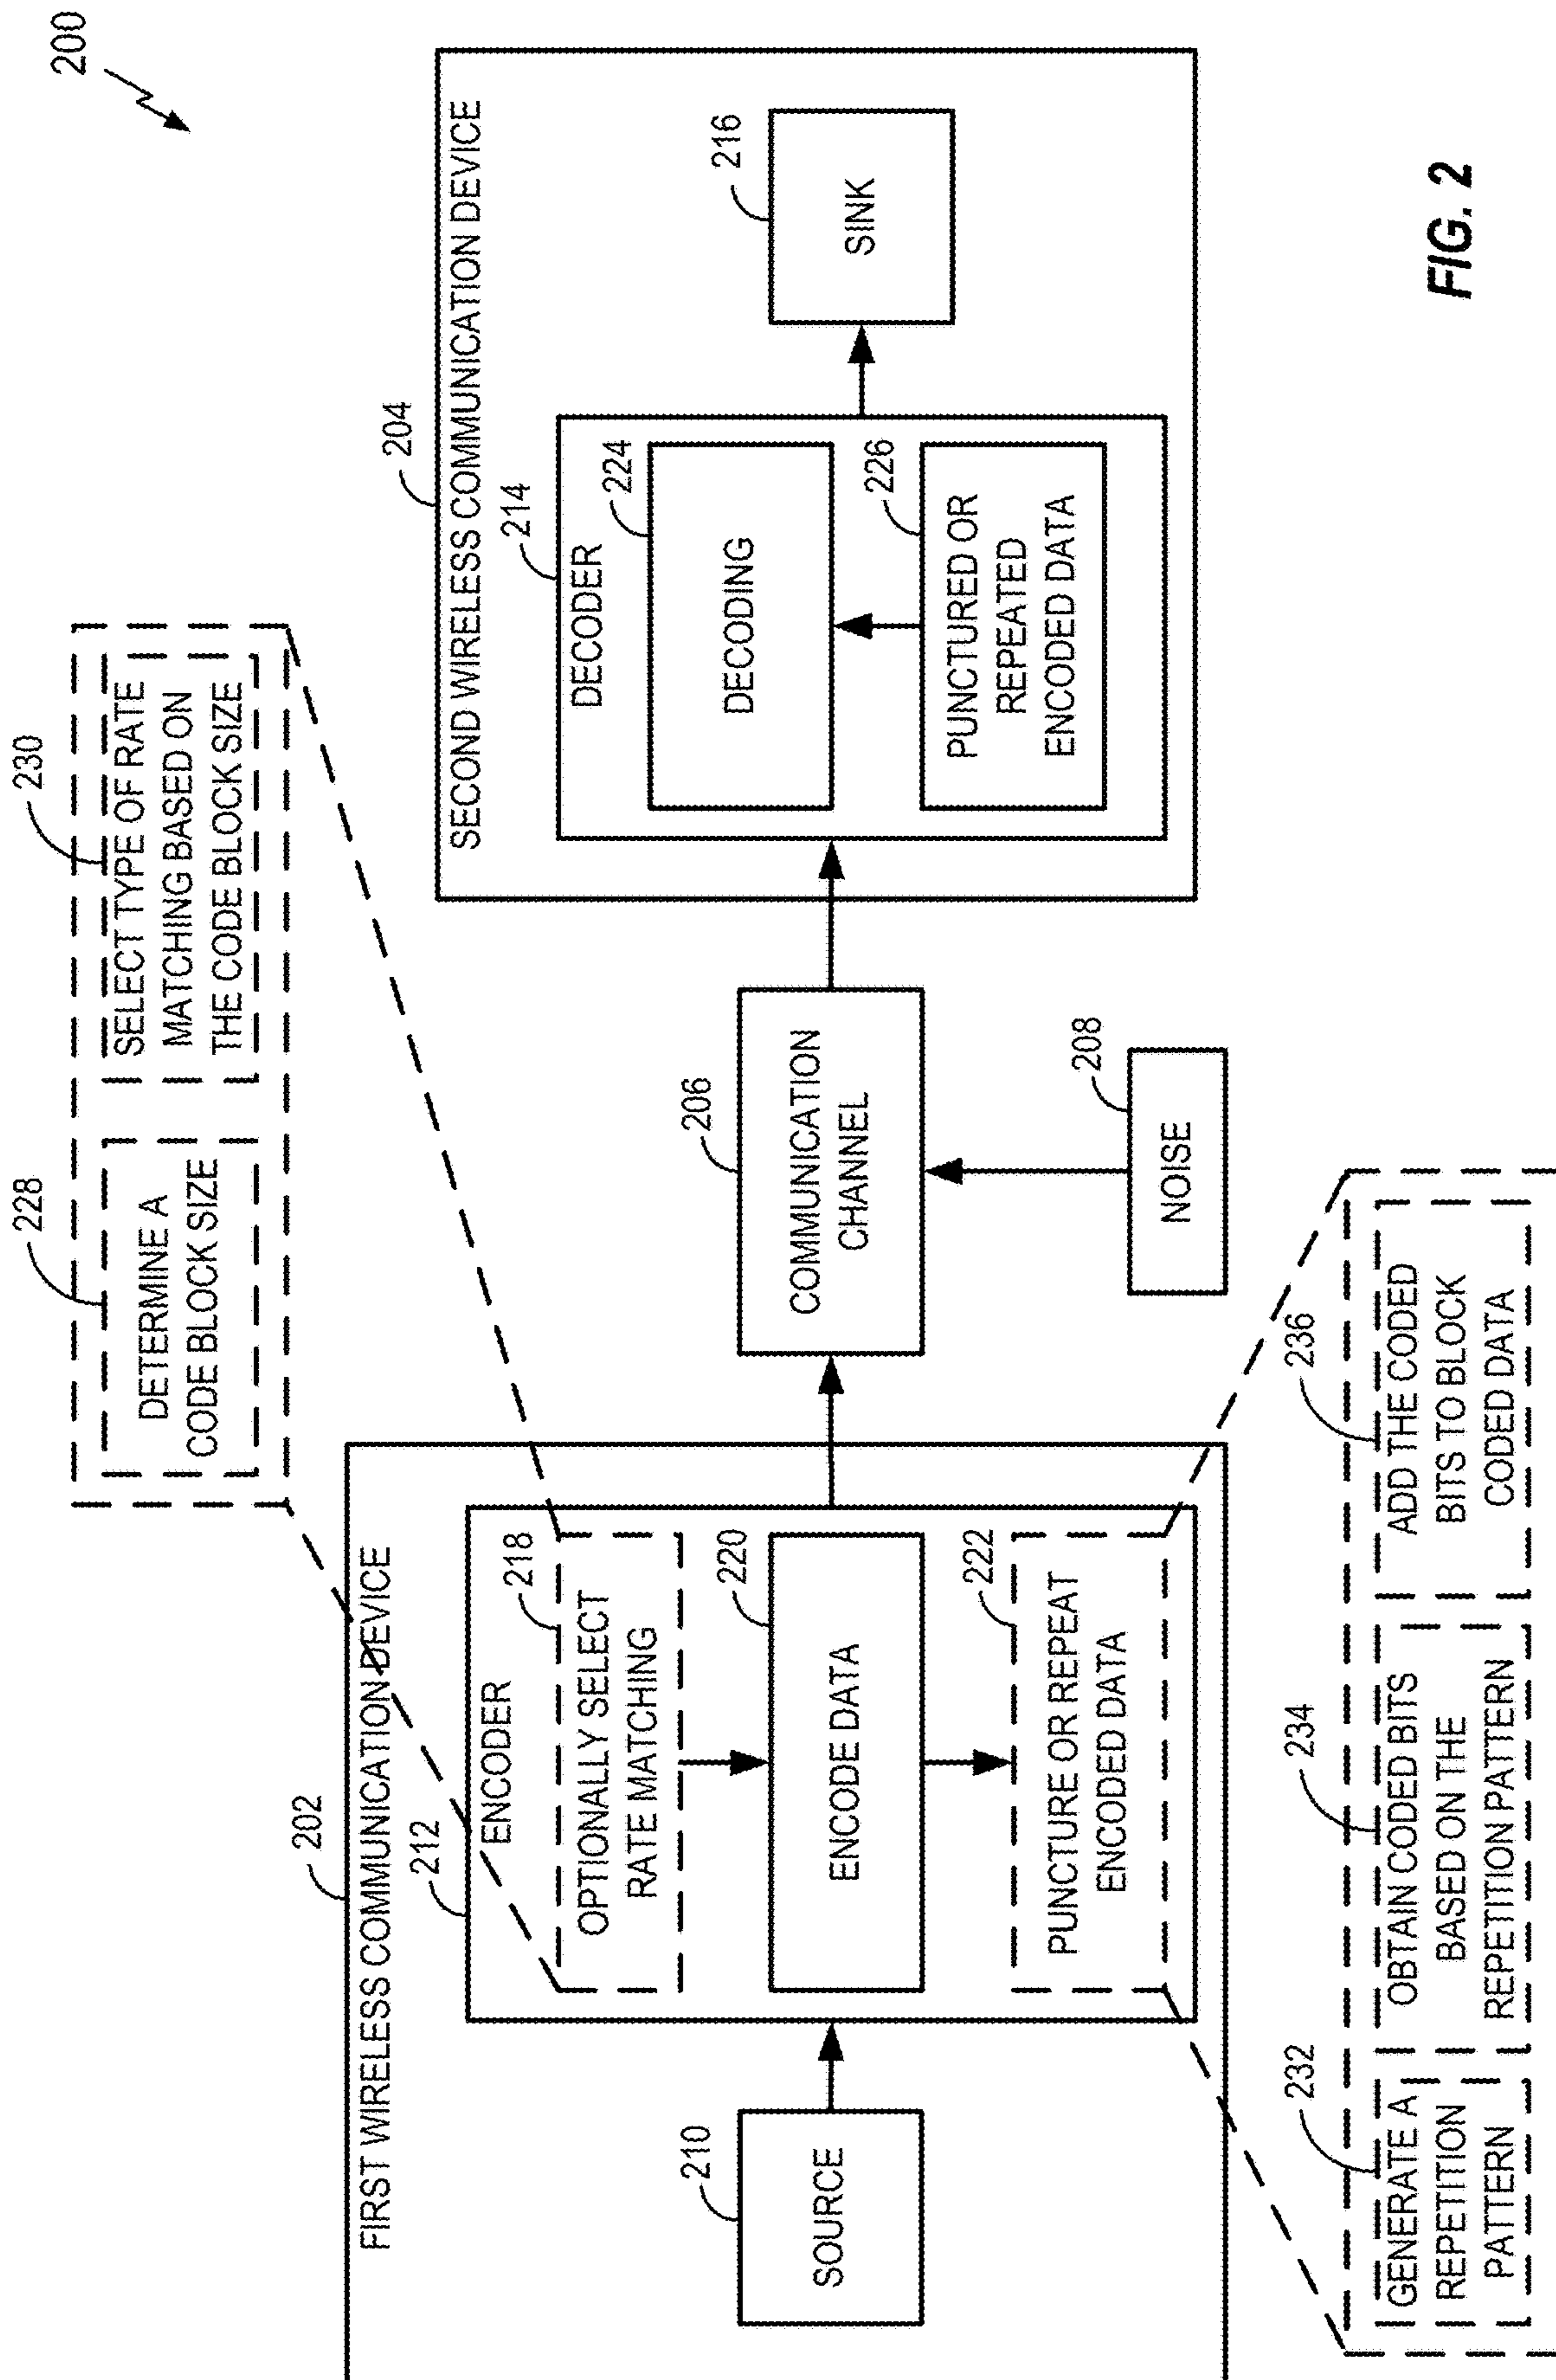 200
228
DETERMINE A
CODE BLOCK SIZE
230
SELECT TYPE OF RATE
MATCHING BASED ON
THE CODE BLOCK SIZE
202
FIRST WIRELESS COMMUNICATION DEVICE
210
SOURCE
212
ENCODER
218
OPTIONALLY SELECT
RATE MATCHING
220
ENCODE DATA
222
PUNCTURE OR REPEAT
ENCODED DATA
206
COMMUNICATION
CHANNEL
208
NOISE
204
SECOND WIRELESS COMMUNICATION DEVICE
214
DECODER
224
DECODING
226
PUNCTURED OR
REPEATED
ENCODED DATA
216
SINK
232
GENERATE A
REPETITION
PATTERN
234
OBTAIN CODED BITS
BASED ON THE
REPETITION PATTERN
236
ADD THE CODED
BITS TO BLOCK
CODED DATA
FIG. 2